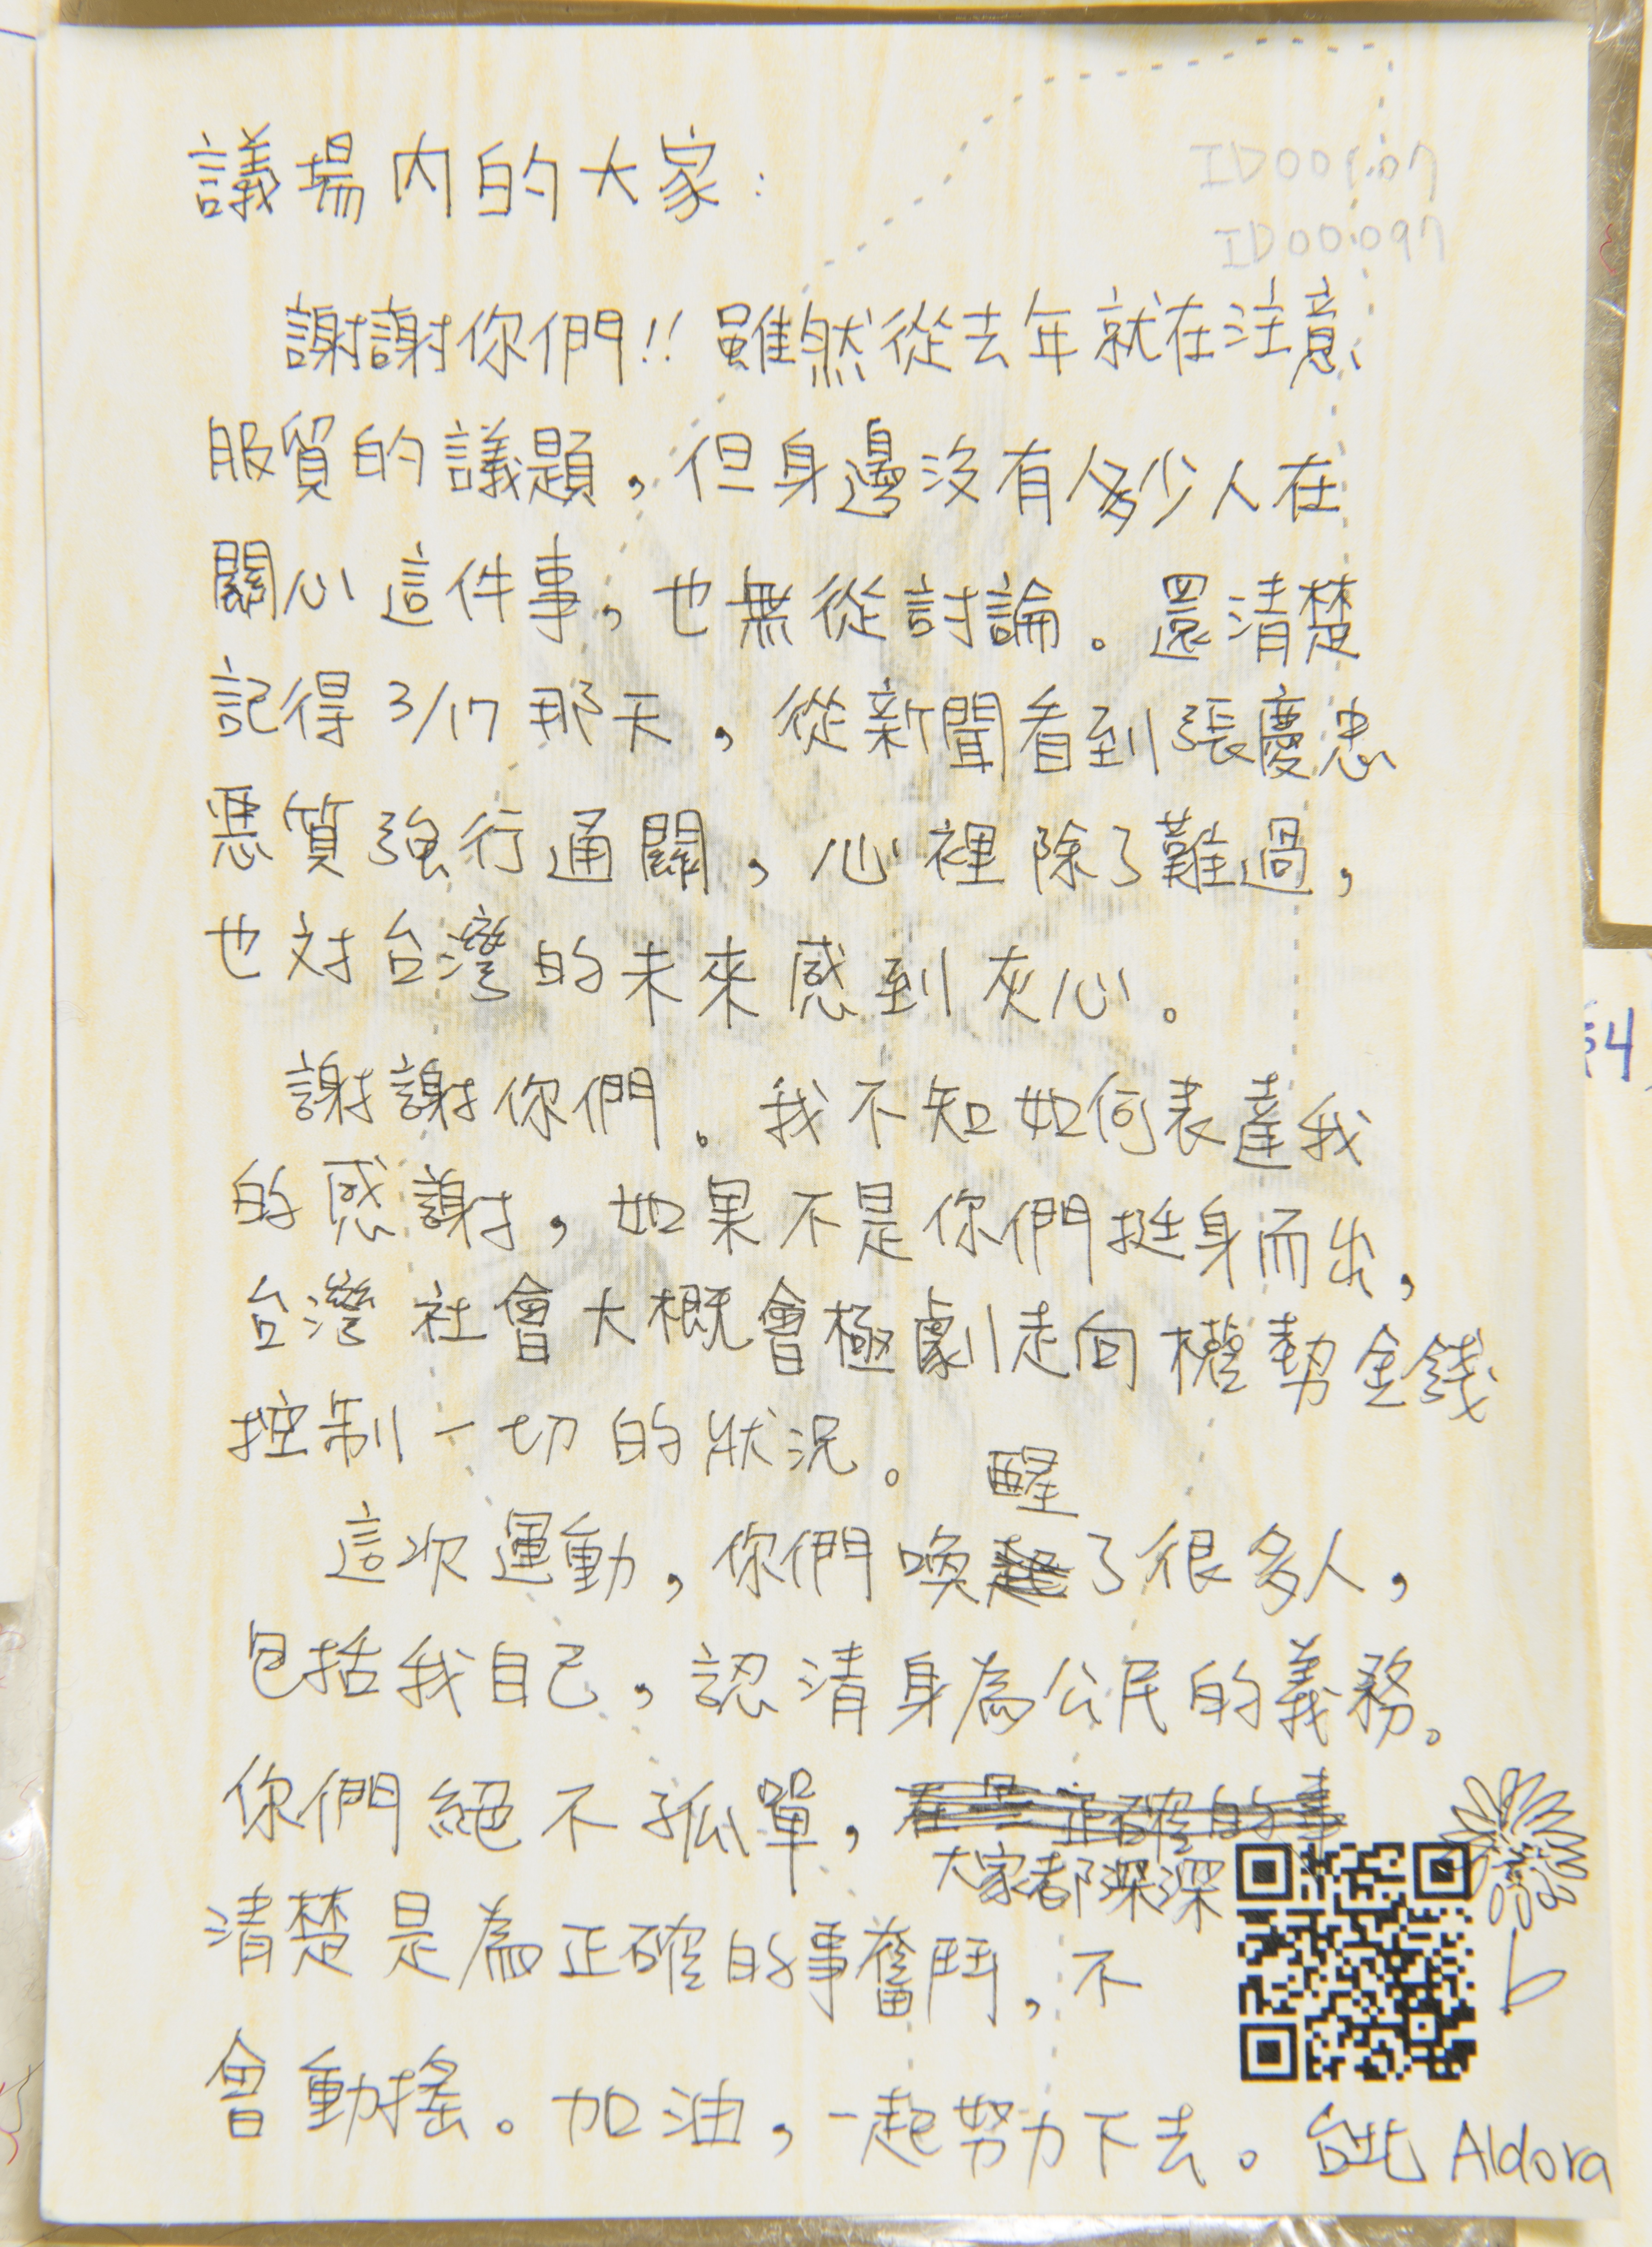 議場內的大家：
ID00097
謝謝你們!! 雖然從去年就在注意
服貿的議題，但身邊沒有多少人在
關心這件事，也無從討論。還清楚
記得 3/17 那天，從新聞看到張慶忠
惡質強行通關，心裡除了難過，
也対台灣的未來感到灰心。
謝謝你們。我不知如何表達我
的感謝，如果不是你們挺身而出，
台灣社會大概會極劇走向權勢金錢
控制一切的狀況。
這次運動，你們喚醒了很多人，
包括我自己，認清身為公民的義務。
你們絕不孤單，
大家都深深
清楚是為正確的事奮鬥，不
會動搖。加油，一起努力下去。台北 Aldora